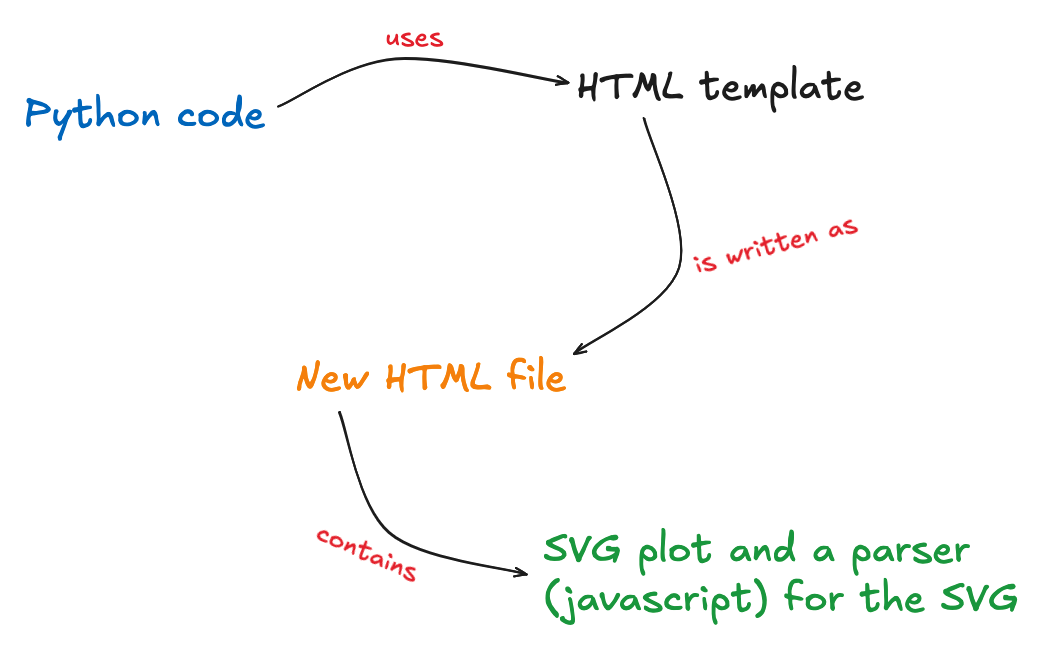 uses
Python code
HTML template
is written as
New HTML file
contains
SVG plot and a parser
(javascript) for the SVG